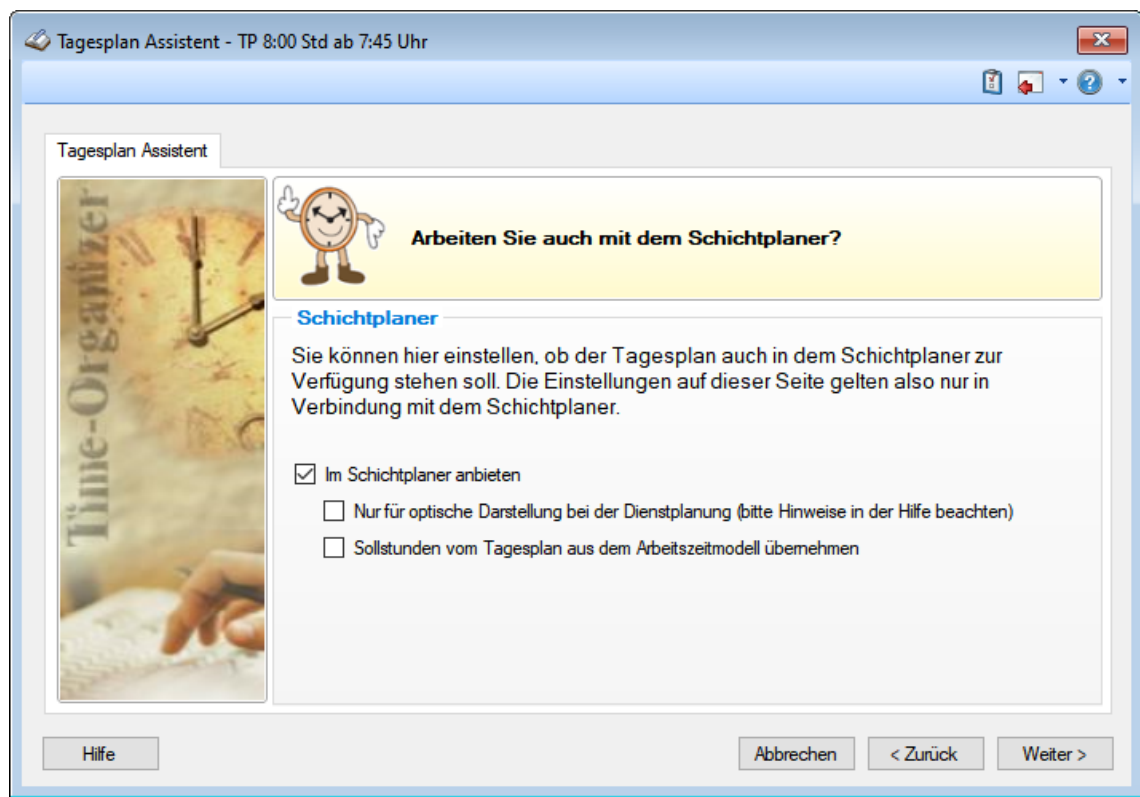 Tagesplan Assistent - TP 8:00 Std ab 7:45 Uhr
Tagesplan Assistent
Time-Organizer
Arbeiten Sie auch mit dem Schichtplaner?
Schichtplaner
Sie können hier einstellen, ob der Tagesplan auch in dem Schichtplaner zur
Verfügung stehen soll. Die Einstellungen auf dieser Seite gelten also nur in
Verbindung mit dem Schichtplaner.
Im Schichtplaner anbieten
Nur für optische Darstellung bei der Dienstplanung (bitte Hinweise in der Hilfe beachten)
Sollstunden vom Tagesplan aus dem Arbeitszeitmodell übernehmen
Hilfe
Abbrechen
< Zurück
Weiter >